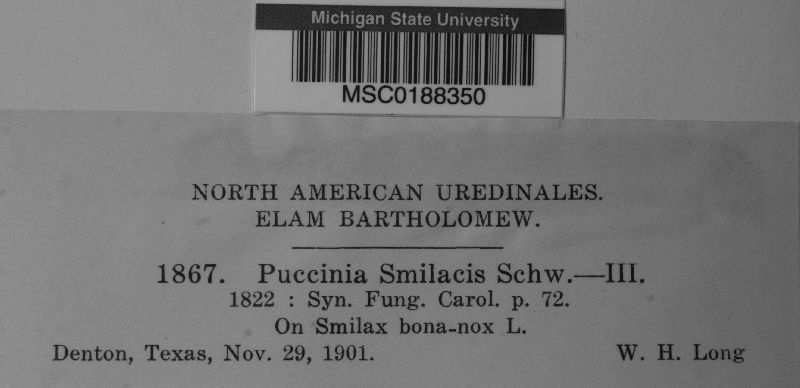 Michigan State University
MSC0188350
NORTH AMERICAN UREDINALES.
ELAM BARTHOLOMEW.
1867. Puccinia Smilacis Schw.—III.
1822 : Syn. Fung. Carol. p. 72.
On Smilax bona-nox L.
Denton, Texas, Nov. 29, 1901. W. H. Long